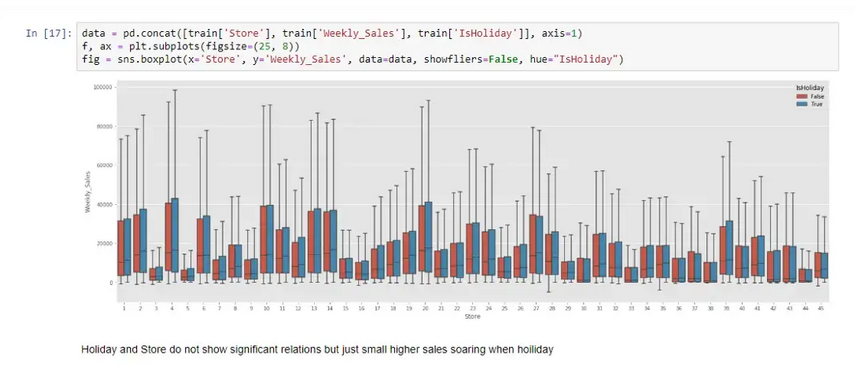 In [17]: data = pd.concat([train['Store'], train['Weekly_Sales'], train['IsHoliday']], axis=1)
f, ax = plt.subplots(figsize=(25, 8))
fig = sns.boxplot(x='Store', y='Weekly_Sales', data=data, showfliers=False, hue="IsHoliday")
IsHoliday
False
True
100000
80000
60000
40000
20000
0
Weekly_Sales
1 2 3 4 5 6 7 8 9 10 11 12 13 14 15 16 17 18 19 20 21 22 23 24 25 26 27 28 29 30 31 32 33 34 35 36 37 38 39 40 41 42 43 44 45
Store
Holiday and Store do not show significant relations but just small higher sales soaring when hoiliday